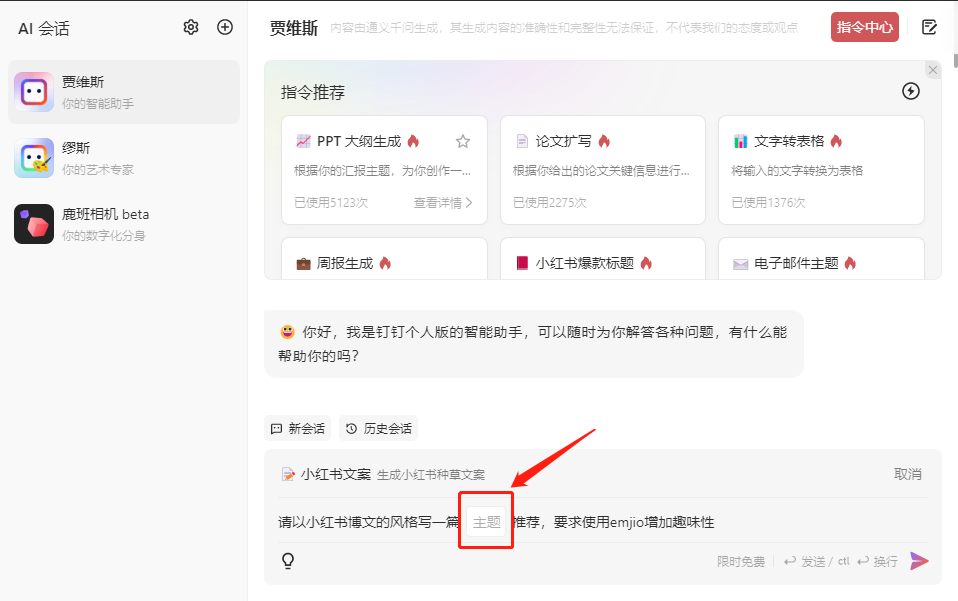 AI 会话
贾维斯
你的智能助手
缪斯
你的艺术专家
鹿班相机 beta
你的数字化分身
贾维斯 内容由通义千问生成，其生成内容的准确性和完整性无法保证，不代表我们的态度或观点
指令中心
指令推荐
PPT 大纲生成
根据你的汇报主题，为你创作一...
已使用5123次 查看详情
论文扩写
根据你给出的论文关键信息进行...
已使用2275次
文字转表格
将输入的文字转换为表格
已使用1376次
周报生成
小红书爆款标题
电子邮件主题
你好，我是钉钉个人版的智能助手，可以随时为你解答各种问题，有什么能
帮助你的吗？
新会话 历史会话
小红书文案 生成小红书种草文案 取消
请以小红书博文的风格写一篇 主题 推荐，要求使用emjio增加趣味性
限时免费 发送 / ctl 换行